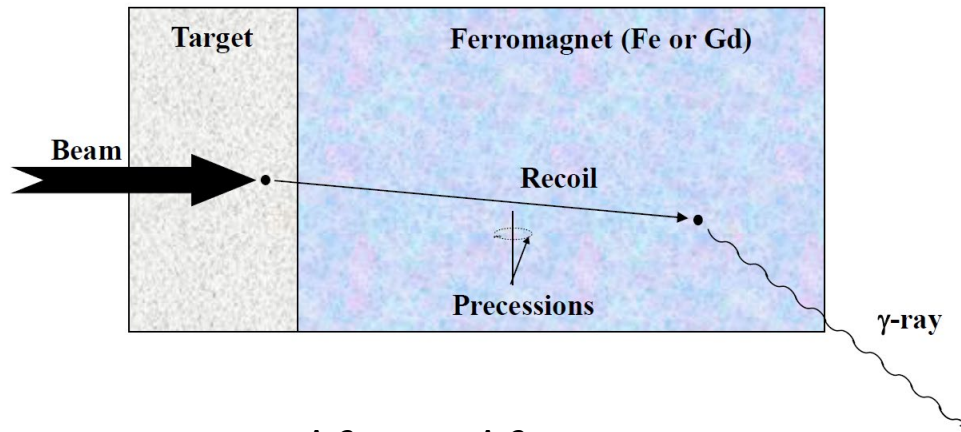 Target
Ferromagnet (Fe or Gd)
Beam
Recoil
Precessions
γ-ray